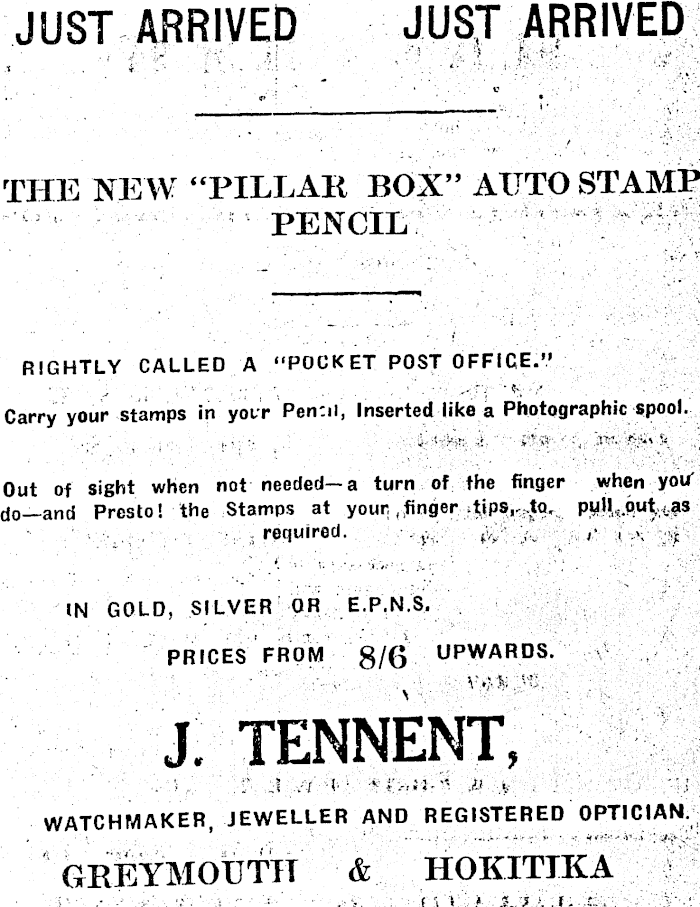 JUST ARRIVED JUST ARRIVED
THE NEW "PILLAR BOX" AUTO STAMP
PENCIL
RIGHTLY CALLED A "POCKET POST OFFICE."
Carry your stamps in your Pencil, Inserted like a Photographic spool.
Out of sight when not needed—a turn of the finger when you
do—and Presto! the Stamps at your finger tips, to pull out as
required.
IN GOLD, SILVER OR E.P.N.S.
PRICES FROM 8/6 UPWARDS.
J. TENNENT,
WATCHMAKER, JEWELLER AND REGISTERED OPTICIAN.
GREYMOUTH & HOKITIKA